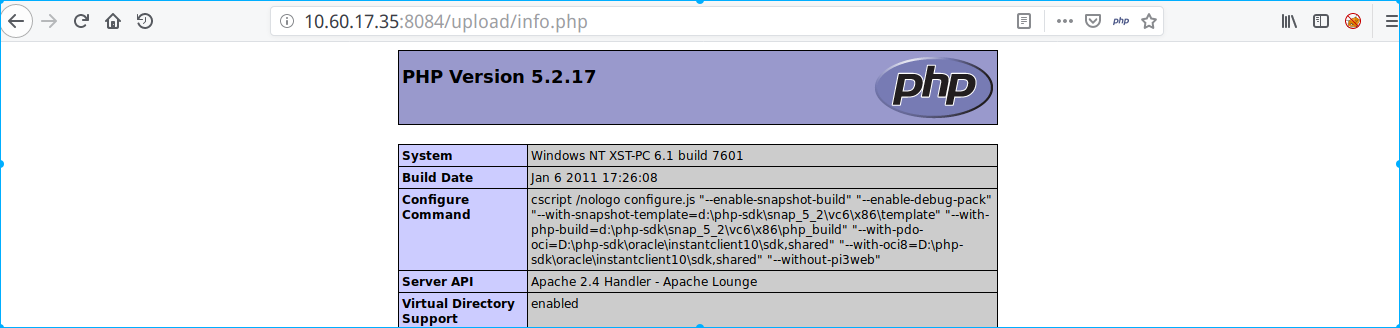 10.60.17.35:8084/upload/info.php
php
PHP Version 5.2.17
php
System Windows NT XST-PC 6.1 build 7601
Build Date Jan 6 2011 17:26:08
Configure Command cscript /nologo configure.js "--enable-snapshot-build" "--enable-debug-pack"
"--with-snapshot-template=d:\php-sdk\snap_5_2\vc6\x86\template" "--with-
php-build=d:\php-sdk\snap_5_2\vc6\x86\php_build" "--with-pdo-
oci=D:\php-sdk\oracle\instantclient10\sdk,shared" "--with-oci8=D:\php-
sdk\oracle\instantclient10\sdk,shared" "--without-pi3web"
Server API Apache 2.4 Handler - Apache Lounge
Virtual Directory Support enabled